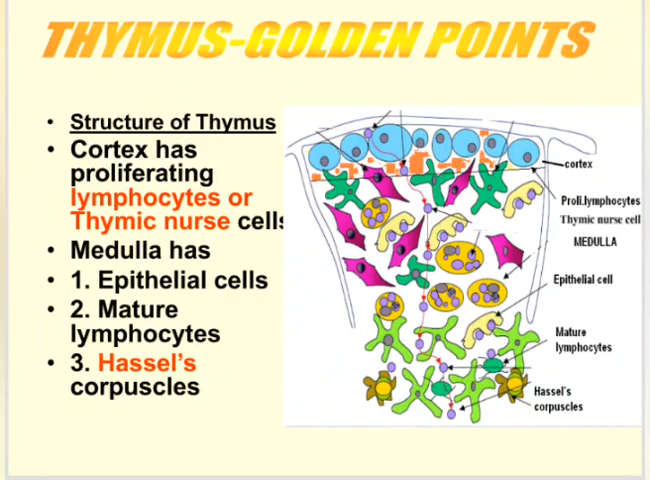 THYMUS-GOLDEN POINTS
• Structure of Thymus
• Cortex has
proliferating
lymphocytes or
Thymic nurse cells
• Medulla has
• 1. Epithelial cells
• 2. Mature
lymphocytes
• 3. Hassel's
corpuscles
cortex
Proli.lymphocytes
Thymic nurse cell
MEDULLA
Epithelial cell
Mature
lymphocytes
Hassel's
corpuscles